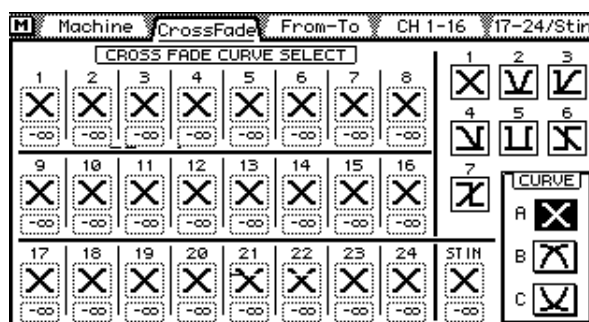 M Machine CrossFade From-To CH 1-16 17-24/Stin
CROSS FADE CURVE SELECT
1 2 3 4 5 6 7 8
-∞ -∞ -∞ -∞ -∞ -∞ -∞ -∞
9 10 11 12 13 14 15 16
-∞ -∞ -∞ -∞ -∞ -∞ -∞ -∞
17 18 19 20 21 22 23 24 STIN
-∞ -∞ -∞ -∞ -∞ -∞ -∞ -∞ -∞
1 2 3
4 5 6
7
CURVE
A
B
C